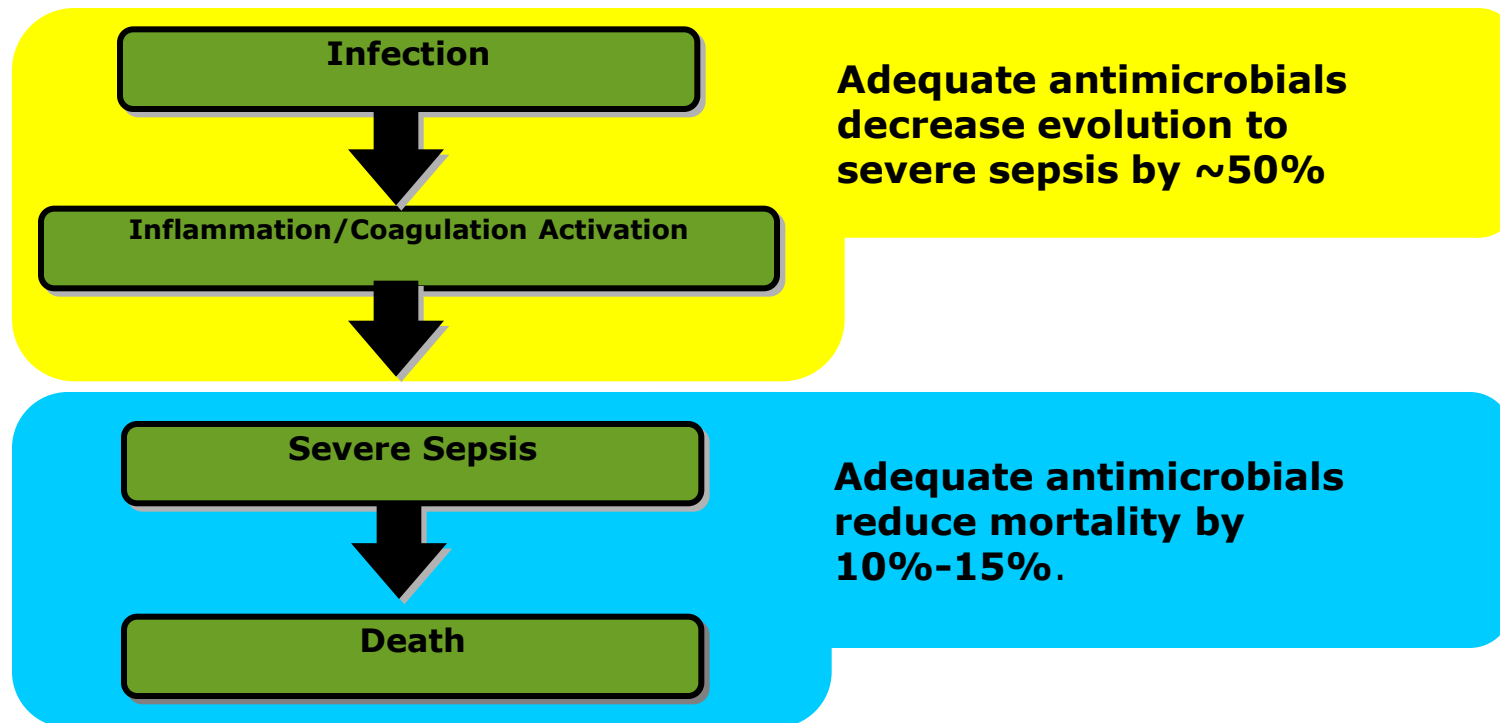 Infection
Adequate antimicrobials
decrease evolution to
severe sepsis by ~50%
Inflammation/Coagulation Activation
Severe Sepsis
Adequate antimicrobials
reduce mortality by
10%-15%.
Death